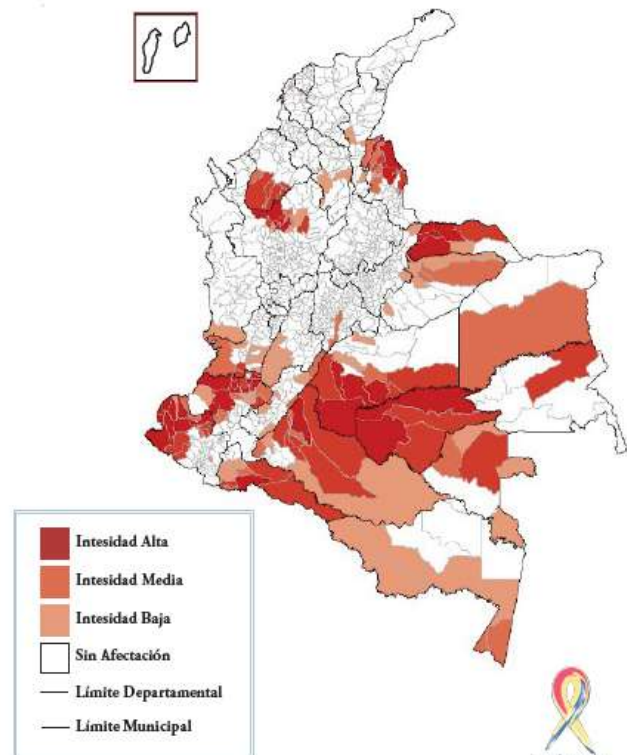 Intesidad Alta
Intesidad Media
Intesidad Baja
Sin Afectación
Límite Departamental
Límite Municipal